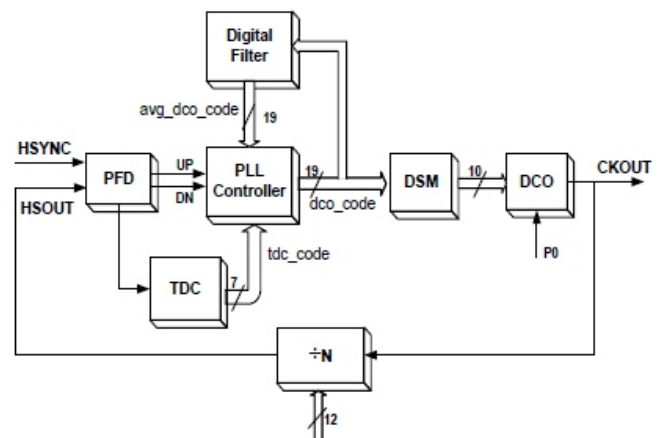 Digital
Filter
avg_dco_code
19
HSYNC
PFD
UP
DN
PLL
Controller
19
dco_code
DSM
10
DCO
CKOUT
HSOUT
P0
tdc_code
TDC
7
÷N
12